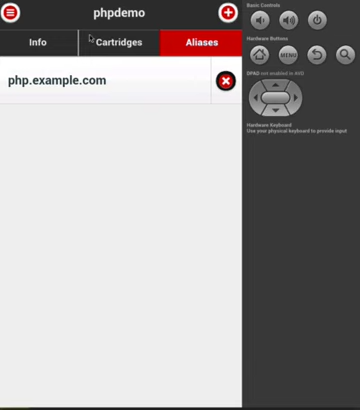 phpdemo
Info
Cartridges
Aliases
php.example.com
Basic Controls
Hardware Buttons
MENU
DPAD not enabled in AVD
Hardware Keyboard
Use your physical keyboard to provide input